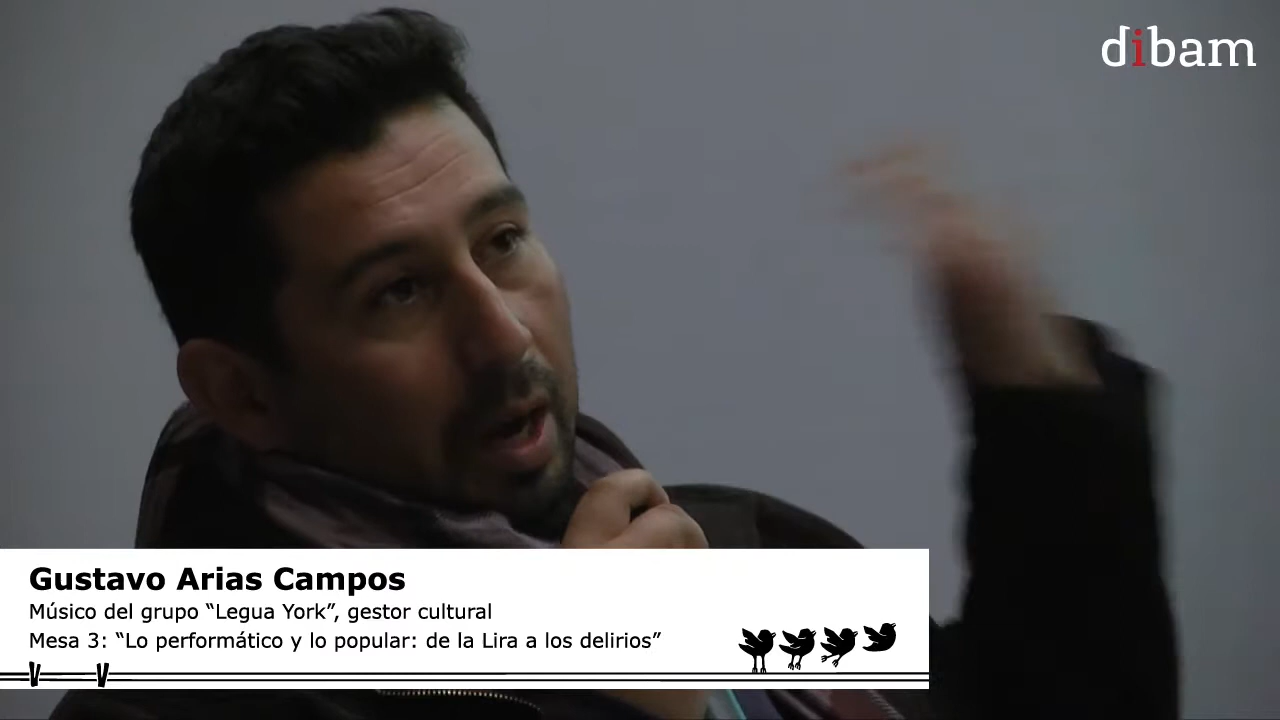 dibam
Gustavo Arias Campos
Músico del grupo “Legua York”, gestor cultural
Mesa 3: “Lo performático y lo popular: de la Lira a los delirios”